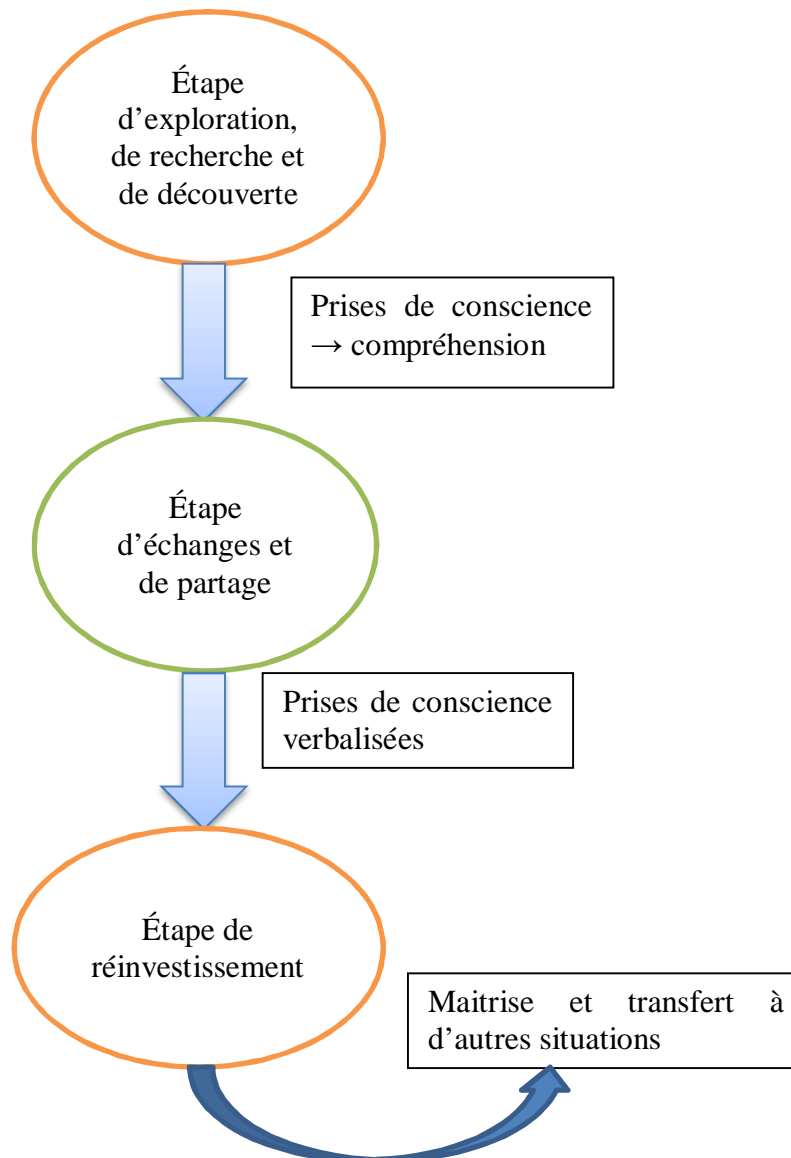 Étape
d’exploration,
de recherche et
de découverte
Prises de conscience
→ compréhension
Étape
d’échanges et
de partage
Prises de conscience
verbalisées
Étape de
réinvestissement
Maitrise et transfert à
d’autres situations